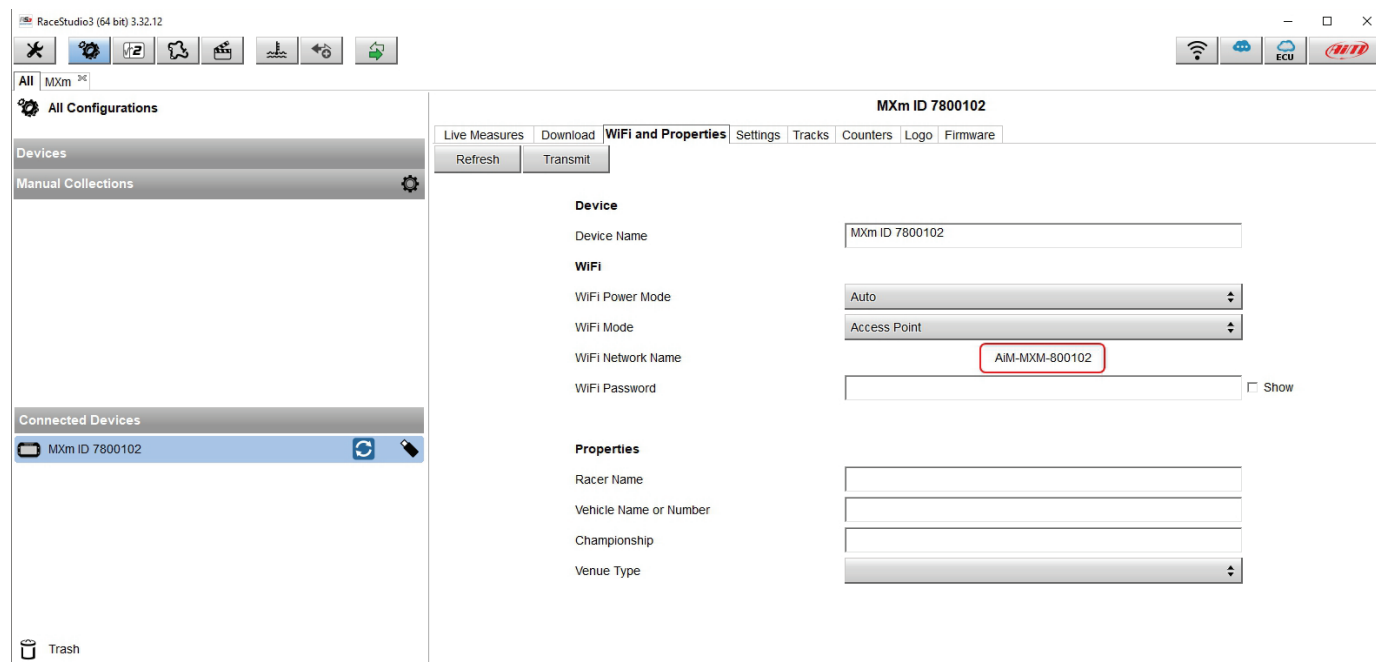 RaceStudio3 (64 bit) 3.32.12
ECU
AiM
All MXm
All Configurations
Devices
Manual Collections
Connected Devices
MXm ID 7800102
Trash
MXm ID 7800102
Live Measures Download WiFi and Properties Settings Tracks Counters Logo Firmware
Refresh Transmit
Device
Device Name MXm ID 7800102
WiFi
WiFi Power Mode Auto
WiFi Mode Access Point
WiFi Network Name AiM-MXM-800102
WiFi Password Show
Properties
Racer Name
Vehicle Name or Number
Championship
Venue Type